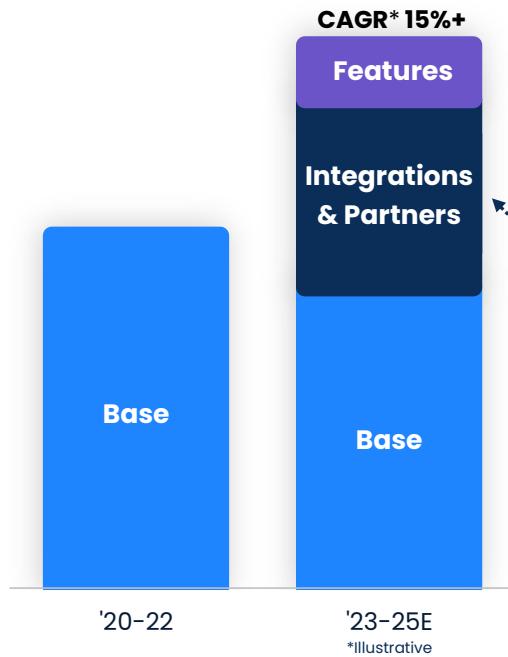 CAGR* 15%+
Features
Integrations
& Partners
Base
Base
'20-22
'23-25E
*Illustrative